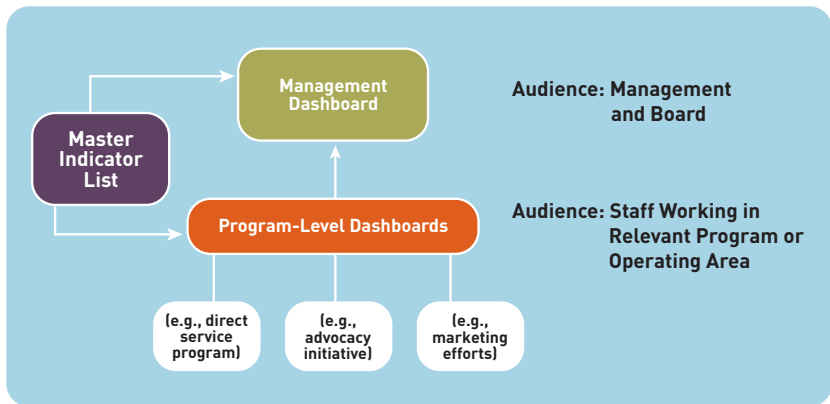 Management
Dashboard
Audience: Management
and Board
Master
Indicator
List
Program-Level Dashboards
Audience: Staff Working in
Relevant Program or
Operating Area
(e.g., direct
service
program)
(e.g.,
advocacy
initiative)
(e.g.,
marketing
efforts)